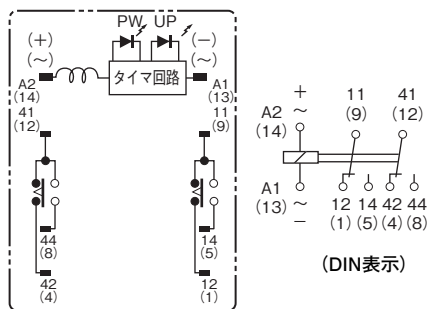 PW UP
(+) (−)
(~) (~)
タイマ回路
A2 A1
(14) (13)
41 11
(12) (9)
44 14
(8) (5)
42 12
(4) (1)
+
~
A2
(14)
11 41
(9) (12)
A1
(13) ~
−
12 14 42 44
(1) (5) (4) (8)
(DIN表示)